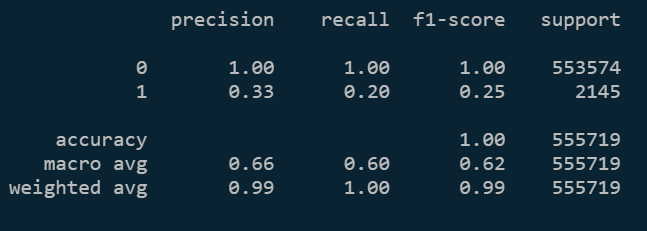 precision recall f1-score support
0 1.00 1.00 1.00 553574
1 0.33 0.20 0.25 2145
accuracy 1.00 555719
macro avg 0.66 0.60 0.62 555719
weighted avg 0.99 1.00 0.99 555719